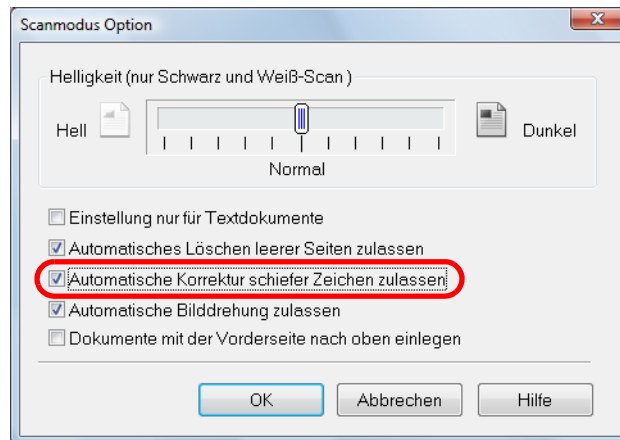 Scanmodus Option
Helligkeit (nur Schwarz und Weiß-Scan )
Hell
Dunkel
Normal
Einstellung nur für Textdokumente
Automatisches Löschen leerer Seiten zulassen
Automatische Korrektur schiefer Zeichen zulassen
Automatische Bilddrehung zulassen
Dokumente mit der Vorderseite nach oben einlegen
OK
Abbrechen
Hilfe